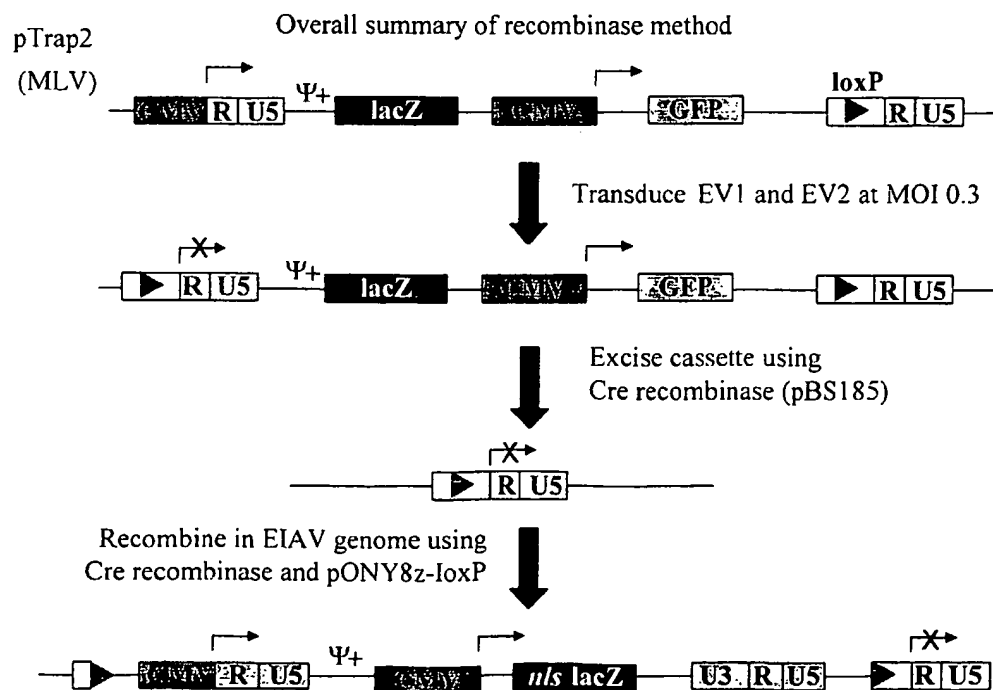 Overall summary of recombinase method
pTrap2
(MLV)
loxP
CMV R U5 Ψ+ lacZ CMV GFP R U5
Transduce EV1 and EV2 at MOI 0.3
X
R U5 Ψ+ lacZ CMV GFP R U5
Excise cassette using
Cre recombinase (pBS185)
X
R U5
Recombine in EIAV genome using
Cre recombinase and pONY8z-loxP
X
CMV R U5 Ψ+ CMV nls lacZ U3 R U5 R U5